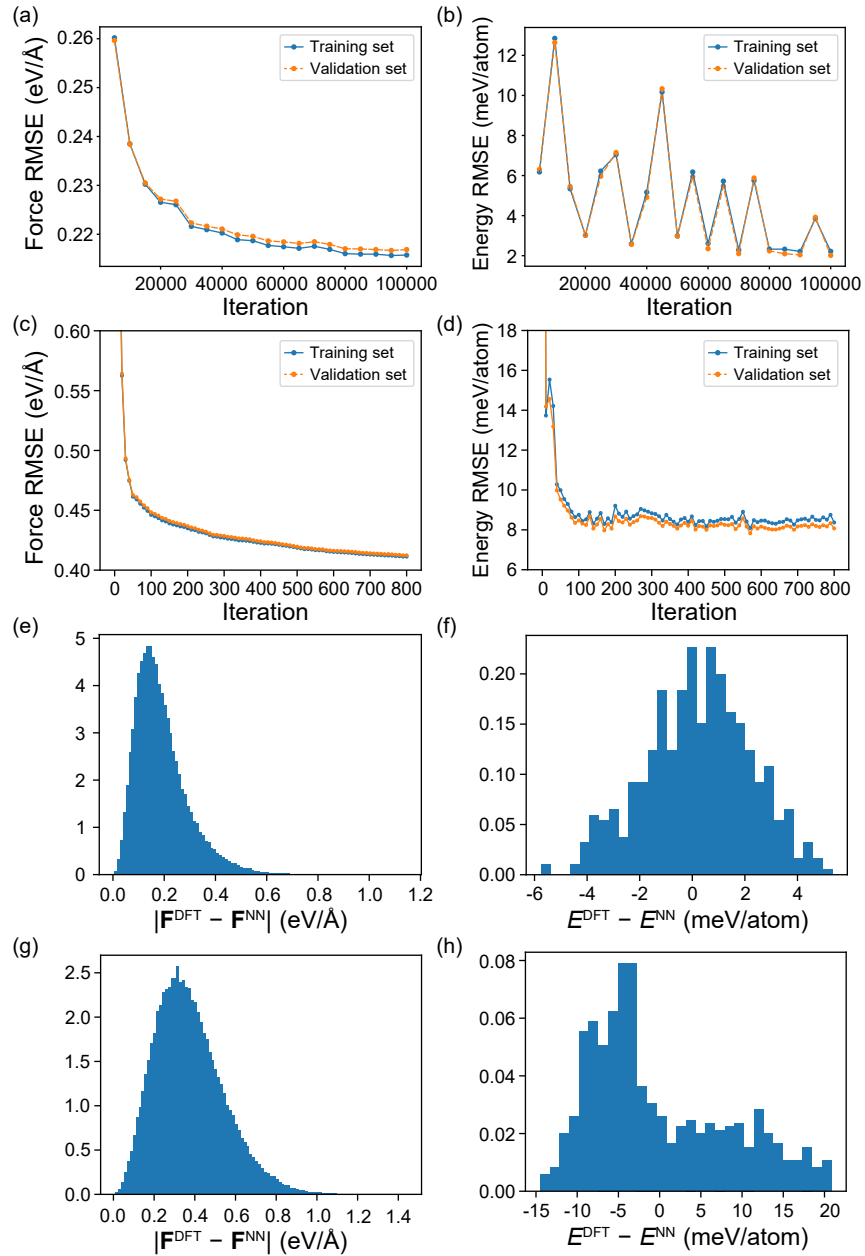 (a)
0.26
0.25
0.24
0.23
0.22
Force RMSE (eV/Å)
Training set
Validation set
20000 40000 60000 80000 100000
Iteration
(b)
12
10
8
6
4
2
Energy RMSE (meV/atom)
Training set
Validation set
20000 40000 60000 80000 100000
Iteration
(c)
0.60
0.55
0.50
0.45
0.40
Force RMSE (eV/Å)
Training set
Validation set
0 100 200 300 400 500 600 700 800
Iteration
(d)
18
16
14
12
10
8
6
Energy RMSE (meV/atom)
Training set
Validation set
0 100 200 300 400 500 600 700 800
Iteration
(e)
5
4
3
2
1
0
0.0 0.2 0.4 0.6 0.8 1.0 1.2
|F^DFT − F^NN| (eV/Å)
(f)
0.20
0.15
0.10
0.05
0.00
-6 -4 -2 0 2 4
E^DFT − E^NN (meV/atom)
(g)
2.5
2.0
1.5
1.0
0.5
0.0
0.0 0.2 0.4 0.6 0.8 1.0 1.2 1.4
|F^DFT − F^NN| (eV/Å)
(h)
0.08
0.06
0.04
0.02
0.00
-15 -10 -5 0 5 10 15 20
E^DFT − E^NN (meV/atom)